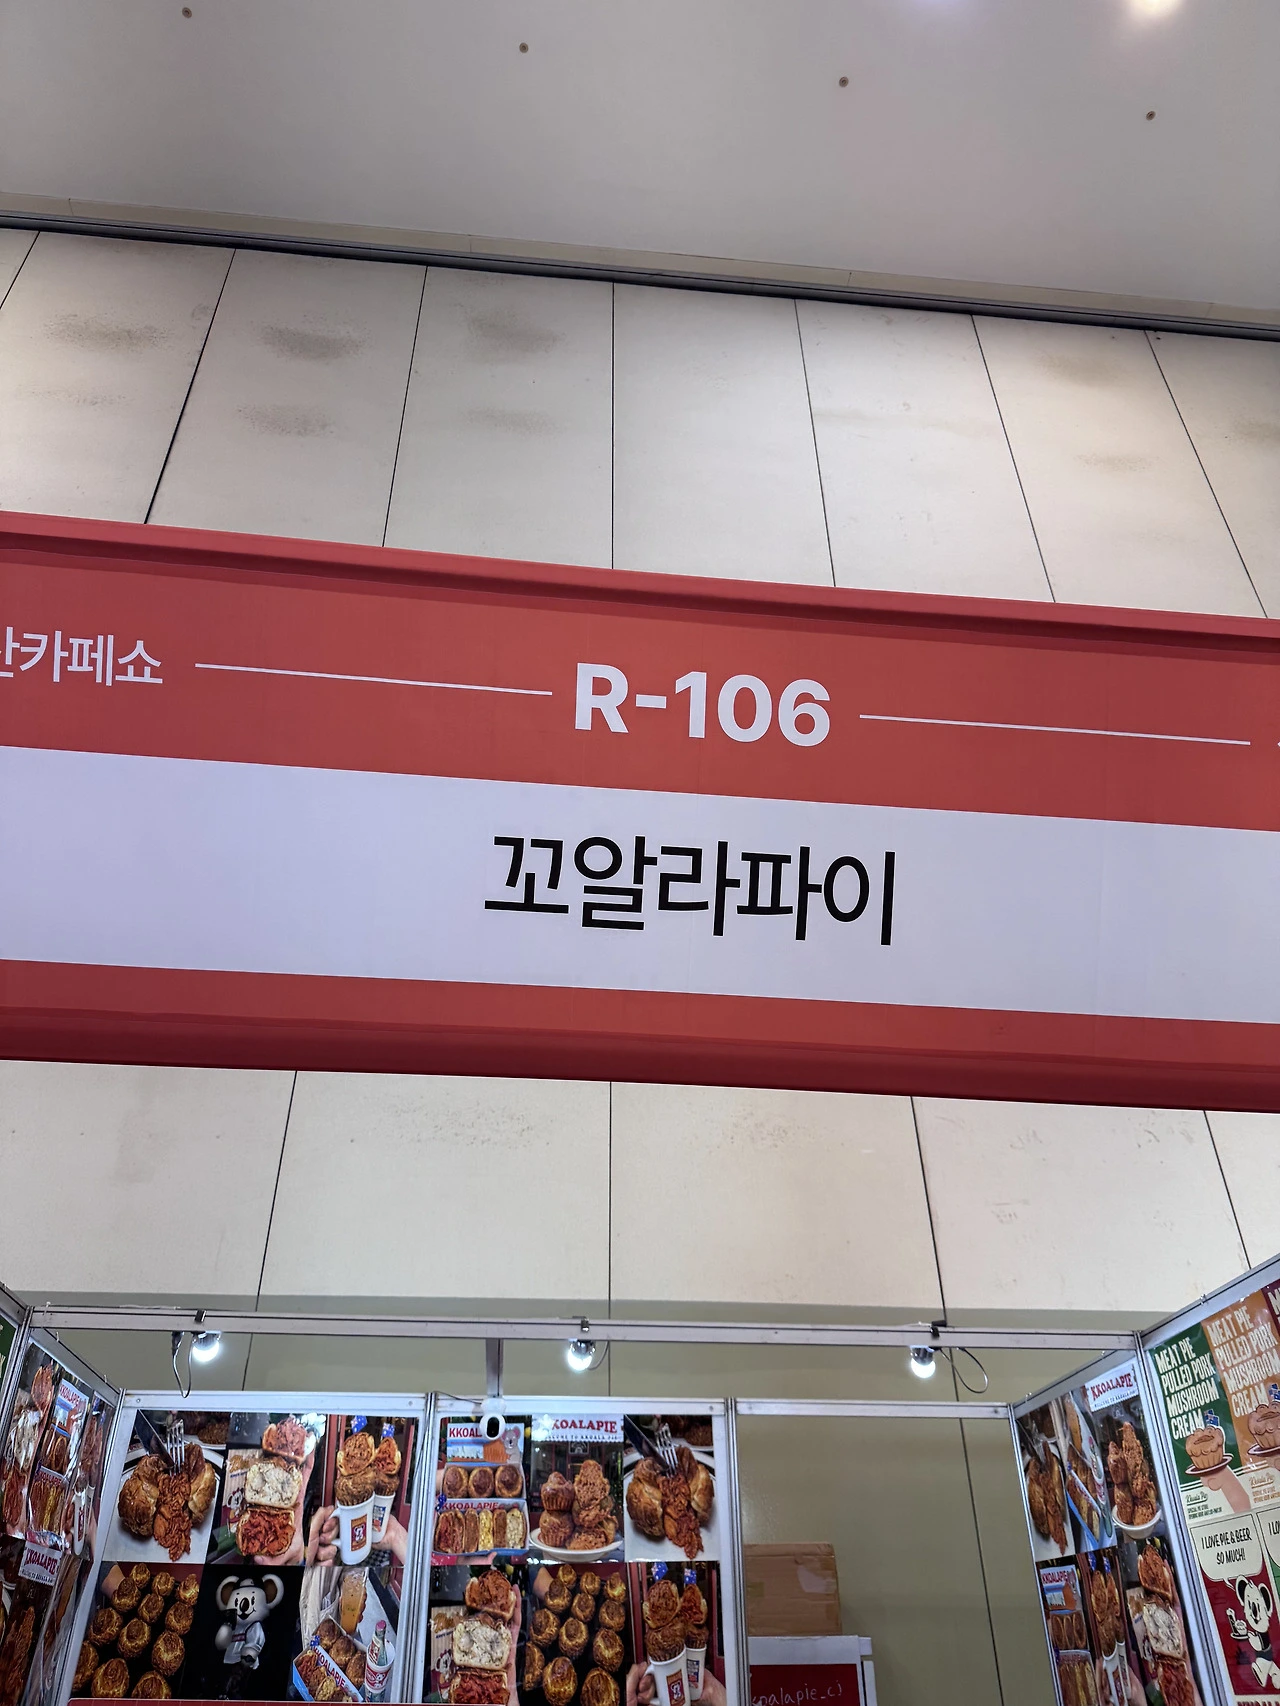 카페쇼
R-106
꼬알라파이
KKOALAPIE
KKOALAPIE
KKOALAPIE
KKOALAPIE
KKOALAPIE
MEAT PIE
PULLED PORK
MUSHROOM
CREAM
MEAT PIE
PULLED PORK
MUSHROOM
CREAM
I LOVE PIE & BEER
SO MUCH!